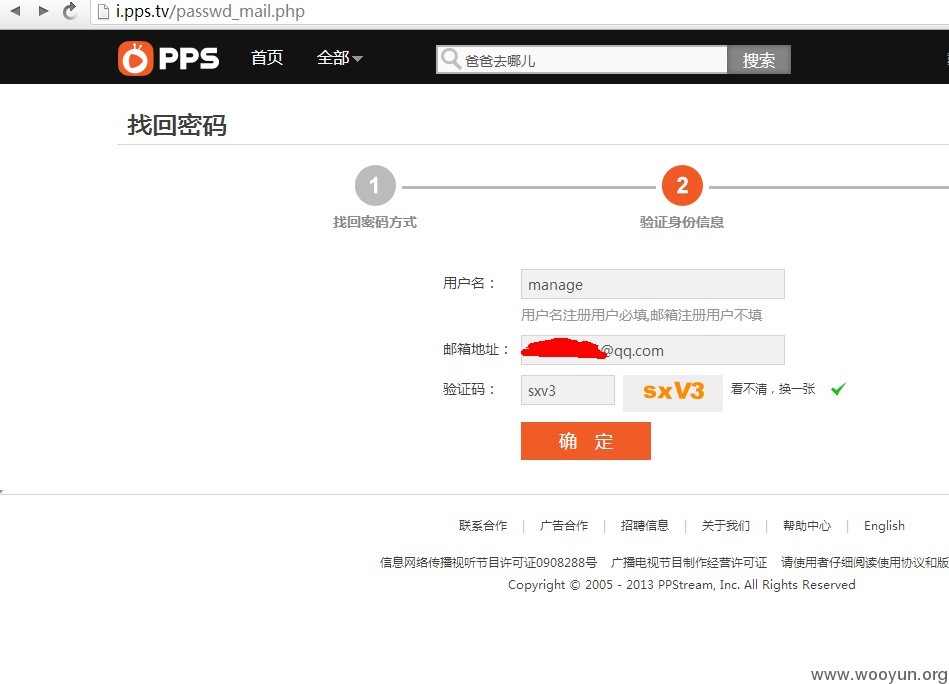 i.pps.tv/passwd_mail.php
PPS 首页 全部 爸爸去哪儿 搜索
找回密码
1 2
找回密码方式 验证身份信息
用户名： manage
用户名注册用户必填,邮箱注册用户不填
邮箱地址： @qq.com
验证码： sxv3 sxV3 看不清，换一张
确 定
联系合作 | 广告合作 | 招聘信息 | 关于我们 | 帮助中心 | English
信息网络传播视听节目许可证0908288号 广播电视节目制作经营许可证 请使用者仔细阅读使用协议和版
Copyright © 2005 - 2013 PPStream, Inc. All Rights Reserved
www.wooyun.org